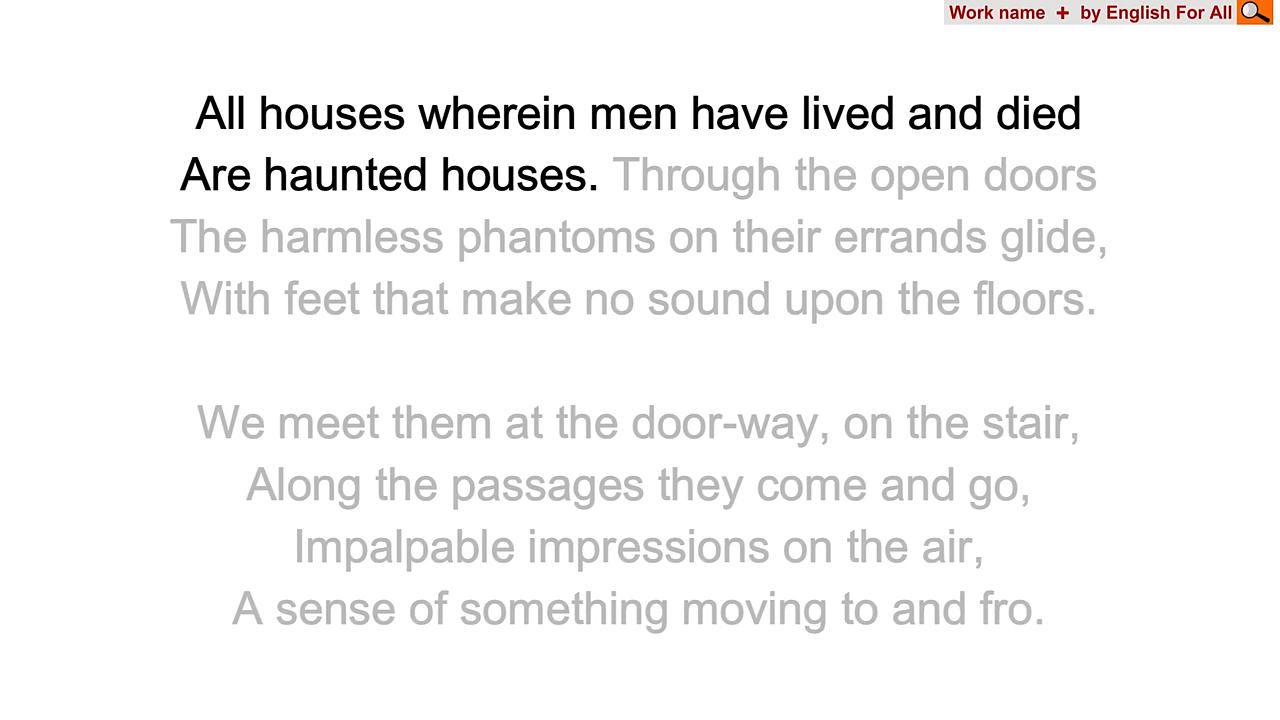 Work name + by English For All
All houses wherein men have lived and died
Are haunted houses. Through the open doors
The harmless phantoms on their errands glide,
With feet that make no sound upon the floors.
We meet them at the door-way, on the stair,
Along the passages they come and go,
Impalpable impressions on the air,
A sense of something moving to and fro.